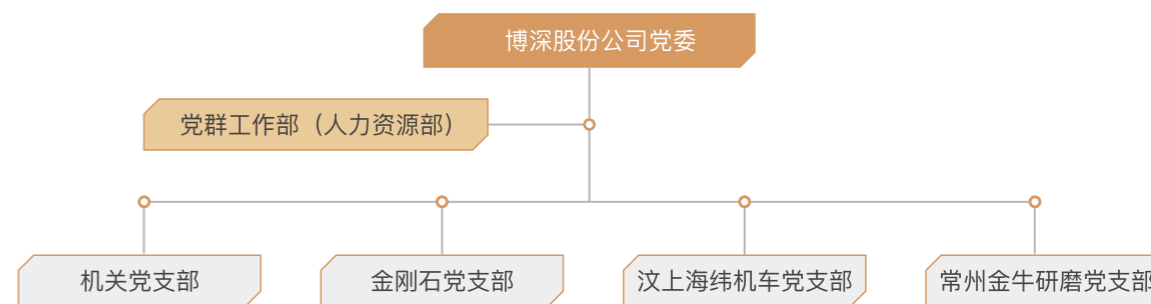 博深股份公司党委
党群工作部（人力资源部）
机关党支部
金刚石党支部
汶上海纬机车党支部
常州金牛研磨党支部